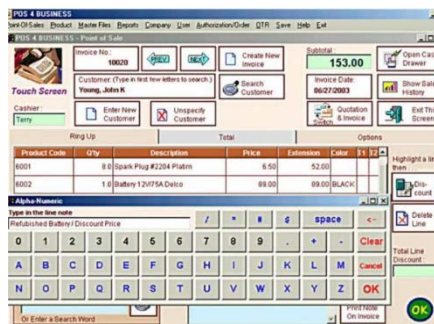 POS 4 BUSINESS
Point-Of-Sales Product Master Files Reports Company User Authorization/Order QTR Save Help Exit
POS 4 BUSINESS - Point of Sale
Invoice No.:
10020
PREV
NEXT
Create New Invoice
Subtotal:
153.00
Open Cash Drawer
Customer (Type in first few letters to search.)
Young, John K
Search Customer
Invoice Date:
06/27/2003
Show Sale History
Touch Screen
Cashier:
Terry
Enter New Customer
Unspecify Customer
Switch
Quotation & Invoice
Exit This Screen
Ring Up Total Options
Product Code Q'ty Description Price Extension Color
6001 8.0 Spark Plug #2204 Platim 6.50 52.00
6002 1.0 Battery 12V/75A Delco 89.00 89.00 BLACK
Highlight a line
then...
Dis-count
Alpha-Numeric
Type in the line note
Refubished Battery / Discount Price
/ * # & space <-
0 1 2 3 4 5 6 7 8 9 . + - Clear
A B C D E F G H I J K L M Cancel
N O P Q R S T U V W X Y Z OK
Delete Line
Total Line Discount:
Or Enter a Search Word
Print Note On Invoice
OK